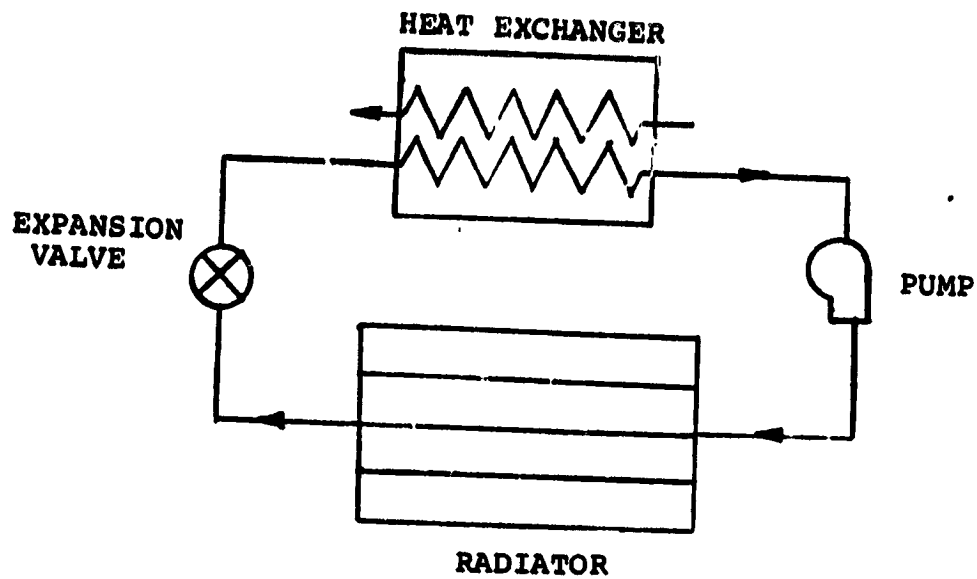 HEAT EXCHANGER
EXPANSION
VALVE
PUMP
RADIATOR